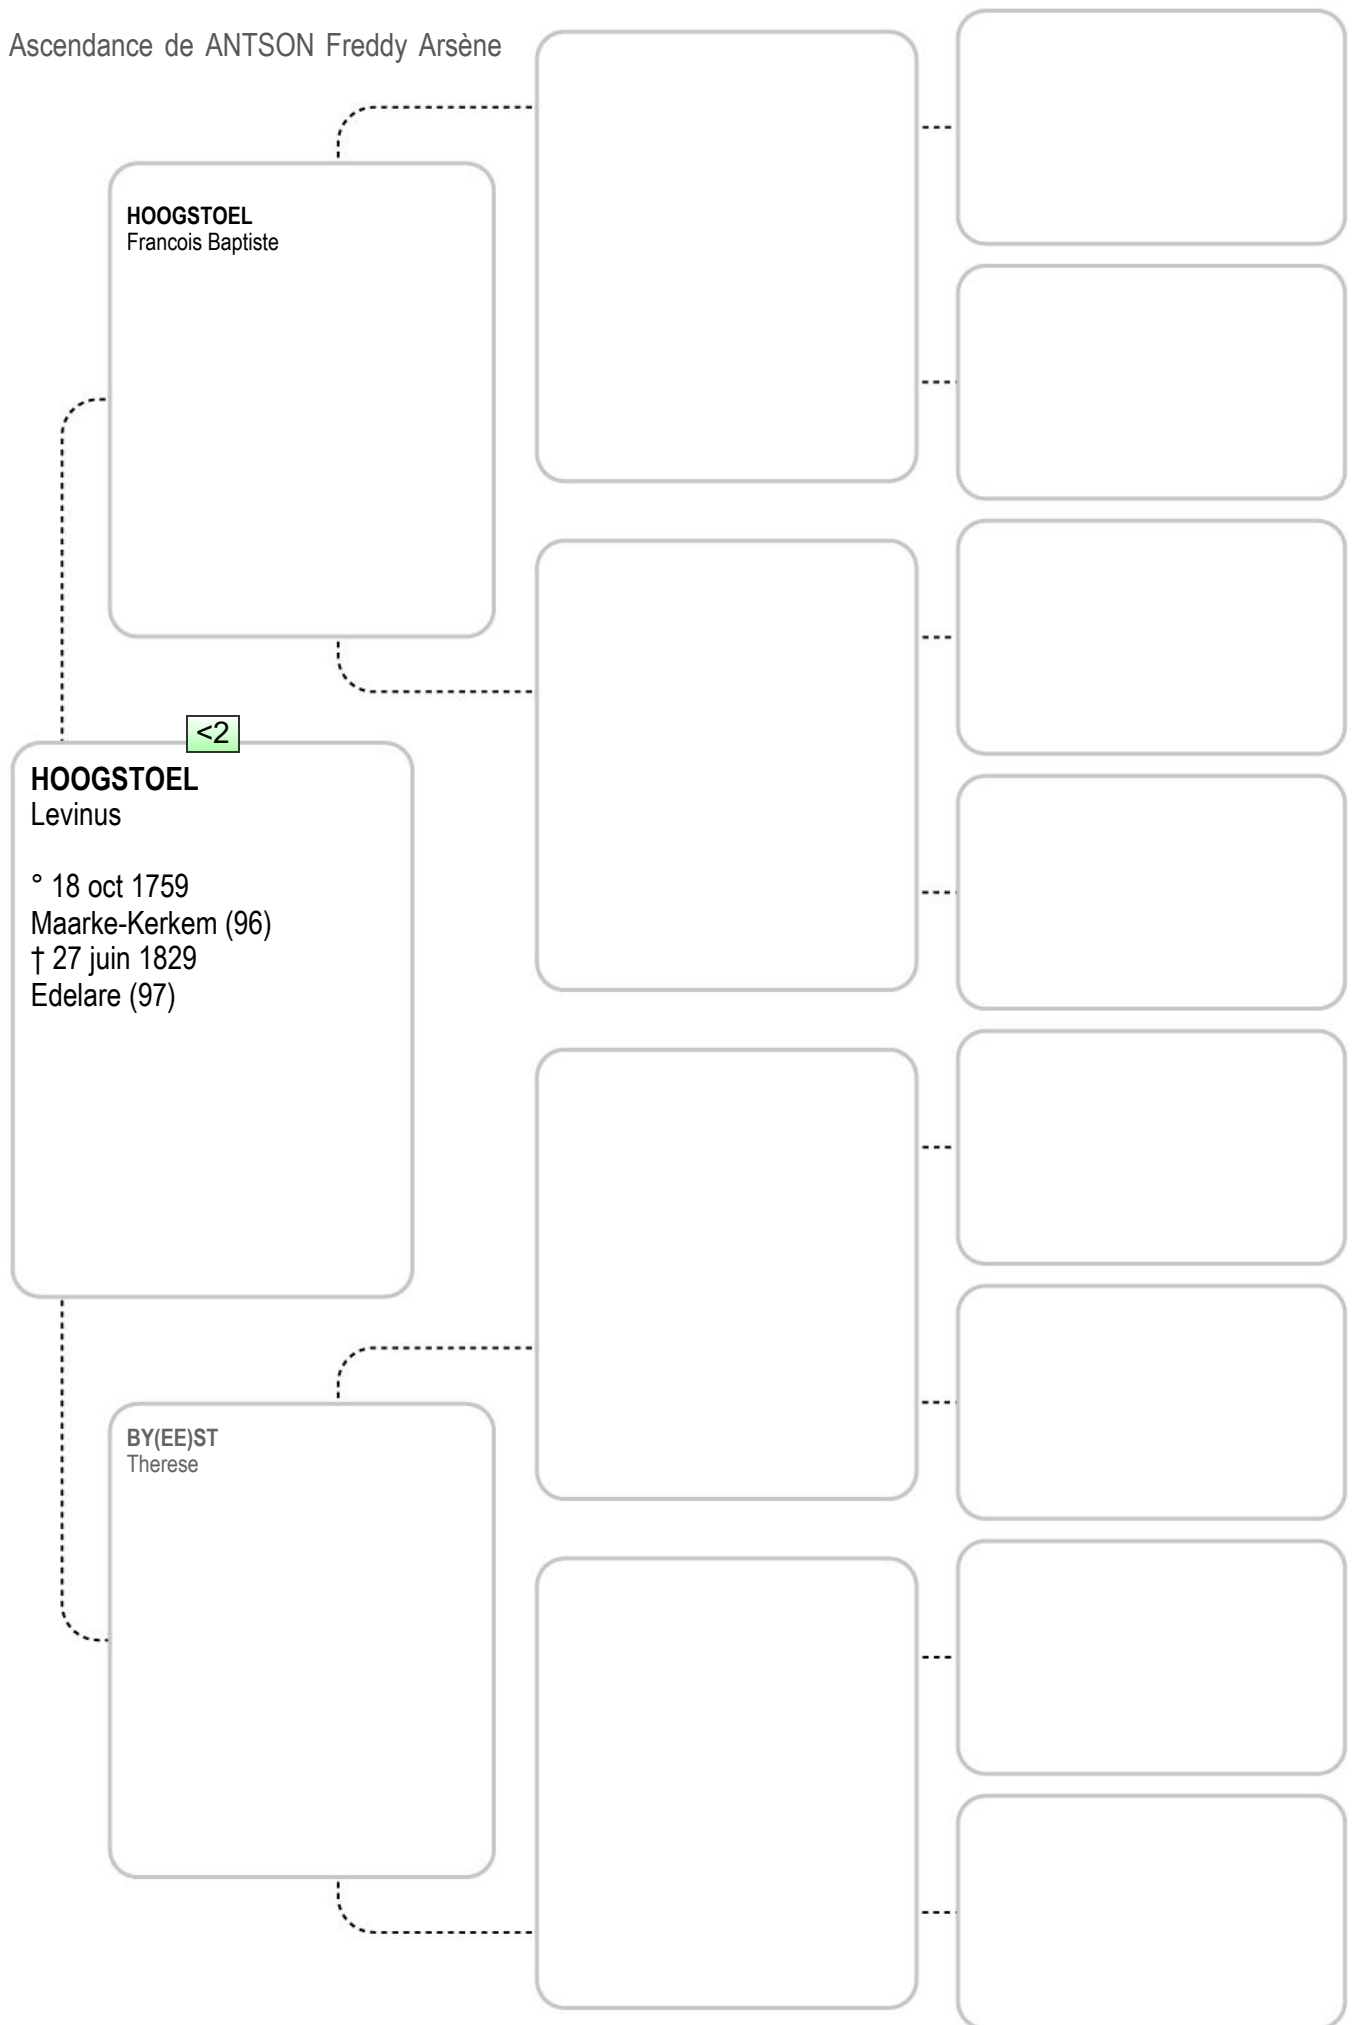 Ascendance de ANTSON Freddy Arsène
HOOGSTOEL
Francois Baptiste
<2
HOOGSTOEL
Levinus
° 18 oct 1759
Maarke-Kerkem (96)
† 27 juin 1829
Edelare (97)
BY(EE)ST
Therese